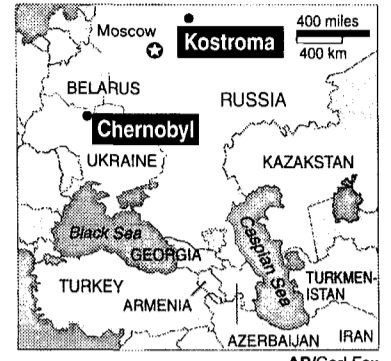 400 miles
400 km
Moscow
Kostroma
BELARUS
RUSSIA
Chernobyl
UKRAINE
KAZAKSTAN
Black Sea
GEORGIA
Caspian Sea
TURKEY
ARMENIA
TURKMEN-
ISTAN
AZERBAIJAN
IRAN
AP/Carl Fox